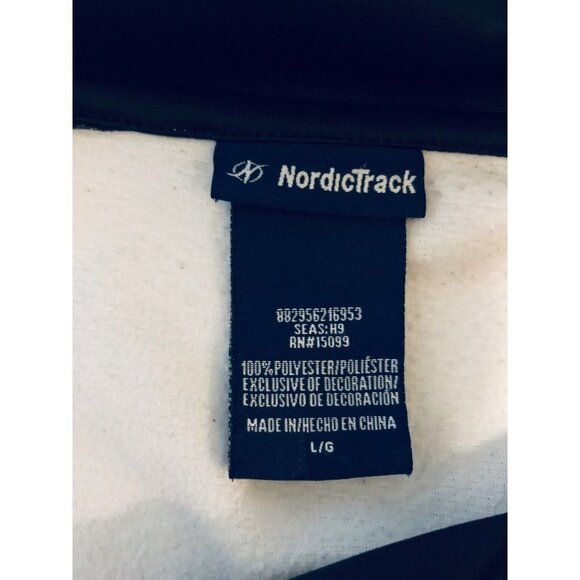 NordicTrack
882956216953
SEAS:H9
RN#15099
100%POLYESTER/POLIÉSTER
EXCLUSIVE OF DECORATION/
EXCLUSIVO DE DECORACIÓN
MADE IN/HECHO EN CHINA
L/G